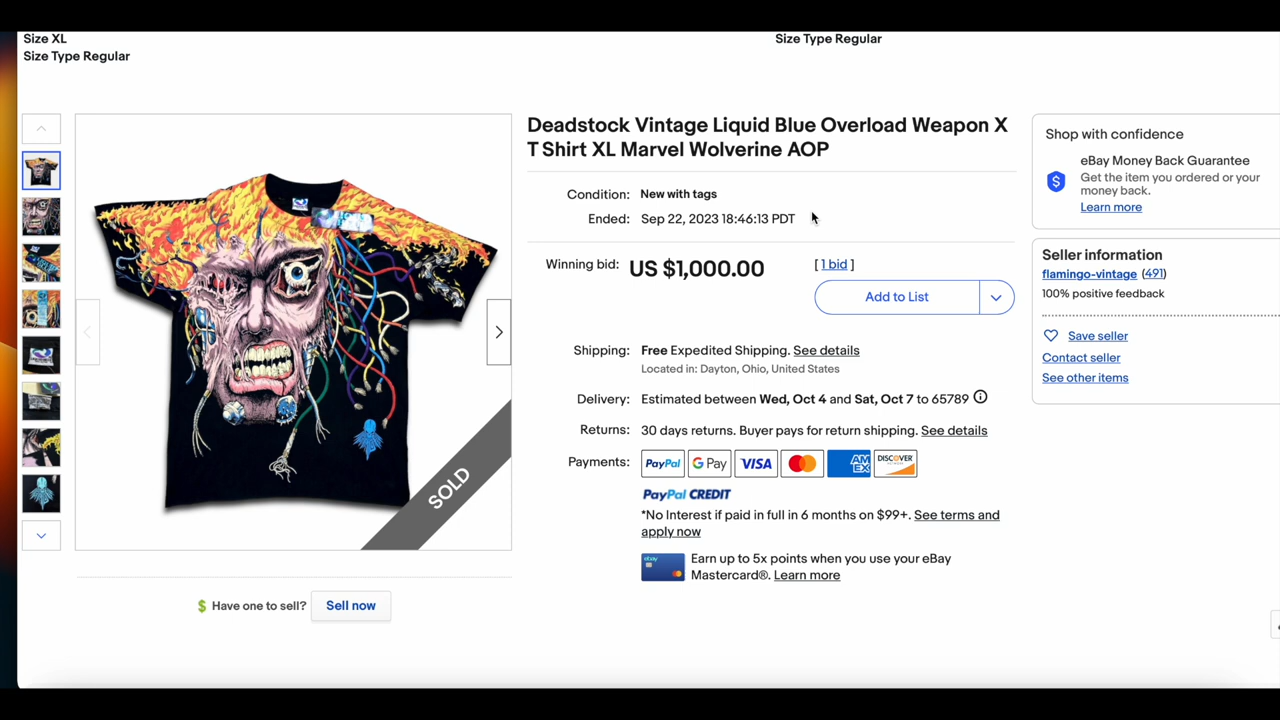 Size XL
Size Type Regular
Size Type Regular
Deadstock Vintage Liquid Blue Overload Weapon X
T Shirt XL Marvel Wolverine AOP
Condition: New with tags
Ended: Sep 22, 2023 18:46:13 PDT
Winning bid: US $1,000.00 [ 1 bid ]
Add to List
Shipping: Free Expedited Shipping. See details
Located in: Dayton, Ohio, United States
Delivery: Estimated between Wed, Oct 4 and Sat, Oct 7 to 65789
Returns: 30 days returns. Buyer pays for return shipping. See details
Payments: PayPal G Pay VISA AM EX DISCOVER
PayPal CREDIT
*No Interest if paid in full in 6 months on $99+. See terms and
apply now
ebay
Earn up to 5x points when you use your eBay
Mastercard®. Learn more
SOLD
Have one to sell? Sell now
Shop with confidence
eBay Money Back Guarantee
Get the item you ordered or your
money back.
Learn more
Seller information
flamingo-vintage (491)
100% positive feedback
Save seller
Contact seller
See other items